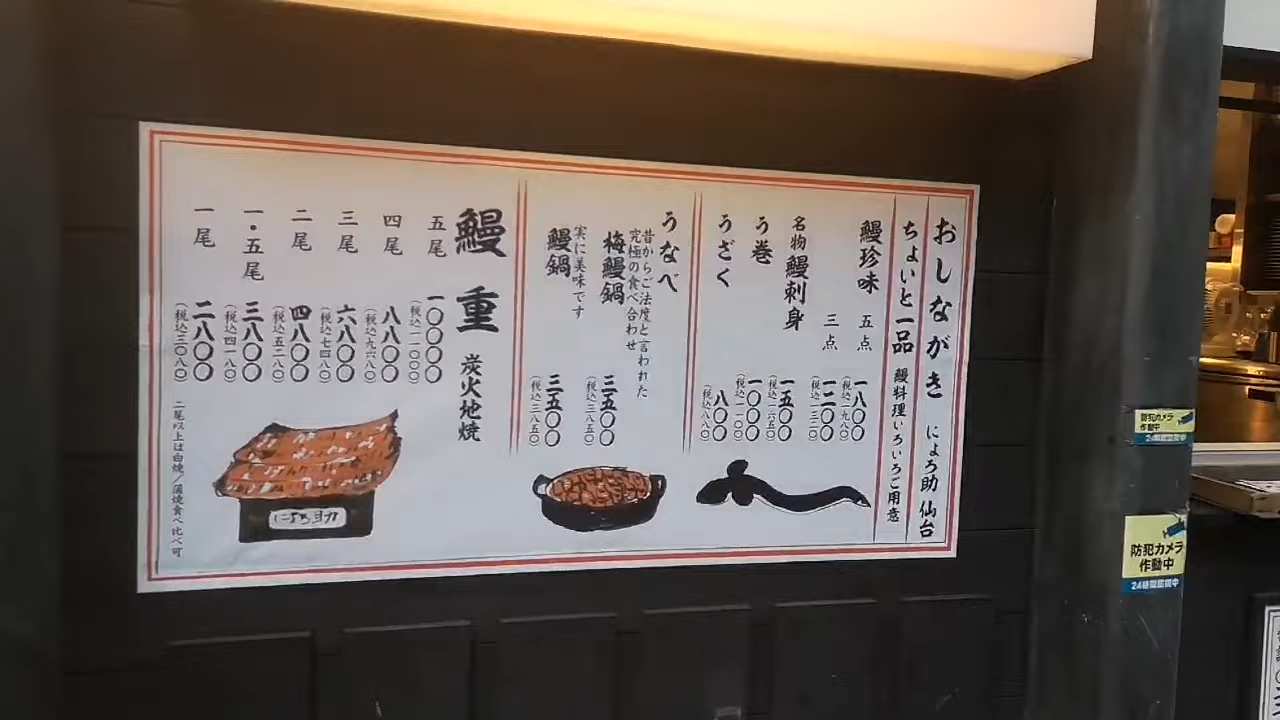 おしながき にょろ助 仙台
ちょいと一品 鰻料理いろいろご用意
鰻珍味 五点 一八〇〇
(税込一九八〇)
三点 一二〇〇
(税込一三二〇)
名物 鰻刺身 一五〇〇
(税込一六五〇)
う巻 一〇〇〇
(税込一一〇〇)
うざく 八〇〇
(税込八八〇)
うなべ
昔からご法度と言われた
究極の食べ合わせ
梅鰻鍋 三五〇〇
(税込三八五〇)
実に美味です
鰻鍋 三五〇〇
(税込三八五〇)
鰻重 炭火地焼
五尾 一〇〇〇〇
(税込一一〇〇〇)
四尾 八八〇〇
(税込九六八〇)
三尾 六八〇〇
(税込七四八〇)
二尾 四八〇〇
(税込五二八〇)
一・五尾 三八〇〇
(税込四一八〇)
一尾 二八〇〇
(税込三〇八〇)
二尾以上は白焼/蒲焼食べ比べ可
にょろ助
防犯カメラ
作動中
24時間監視中
防犯カメラ
作動中
24時間監視中